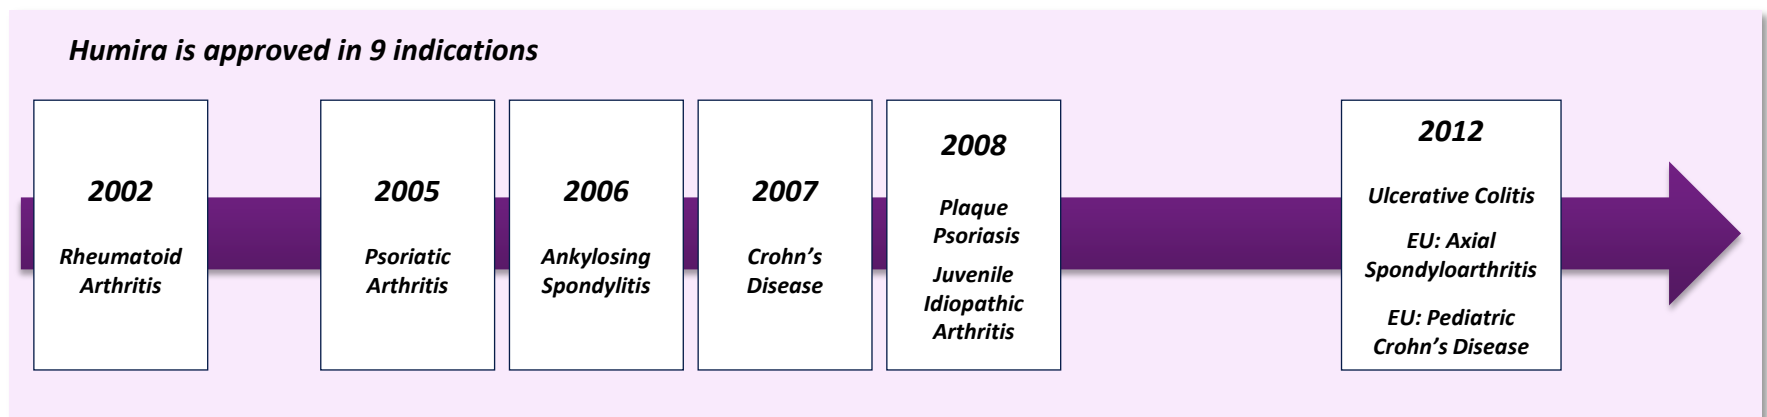 Humira is approved in 9 indications
2002
Rheumatoid
Arthritis
2005
Psoriatic
Arthritis
2006
Ankylosing
Spondylitis
2007
Crohn's
Disease
2008
Plaque
Psoriasis
Juvenile
Idiopathic
Arthritis
2012
Ulcerative Colitis
EU: Axial
Spondyloarthritis
EU: Pediatric
Crohn's Disease